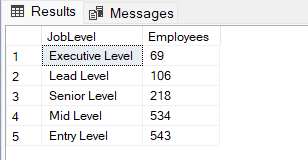 Results Messages
JobLevel Employees
1 Executive Level 69
2 Lead Level 106
3 Senior Level 218
4 Mid Level 534
5 Entry Level 543